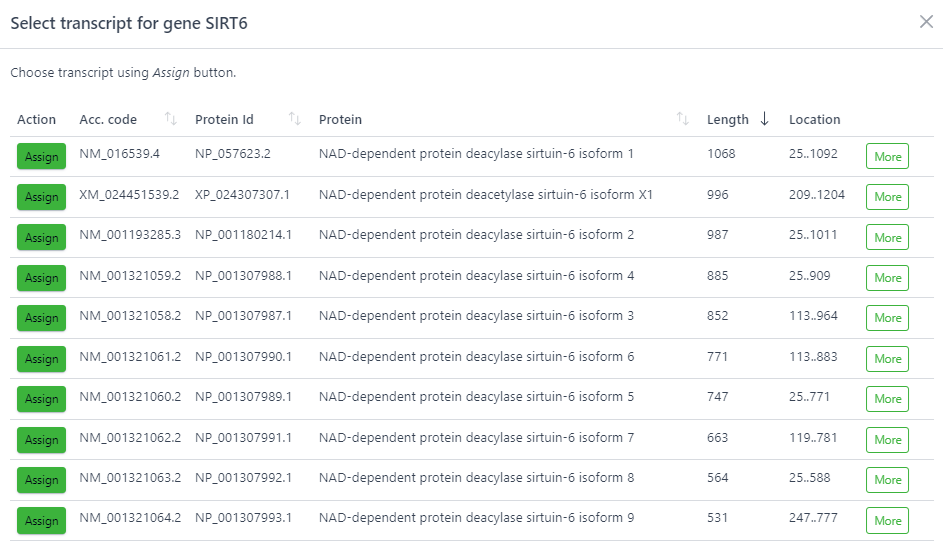 Select transcript for gene SIRT6
Choose transcript using Assign button.
Action Acc. code Protein Id Protein Length Location
Assign NM_016539.4 NP_057623.2 NAD-dependent protein deacylase sirtuin-6 isoform 1 1068 25..1092 More
Assign XM_024451539.2 XP_024307307.1 NAD-dependent protein deacetylase sirtuin-6 isoform X1 996 209..1204 More
Assign NM_001193285.3 NP_001180214.1 NAD-dependent protein deacylase sirtuin-6 isoform 2 987 25..1011 More
Assign NM_001321059.2 NP_001307988.1 NAD-dependent protein deacylase sirtuin-6 isoform 4 885 25..909 More
Assign NM_001321058.2 NP_001307987.1 NAD-dependent protein deacylase sirtuin-6 isoform 3 852 113..964 More
Assign NM_001321061.2 NP_001307990.1 NAD-dependent protein deacylase sirtuin-6 isoform 6 771 113..883 More
Assign NM_001321060.2 NP_001307989.1 NAD-dependent protein deacylase sirtuin-6 isoform 5 747 25..771 More
Assign NM_001321062.2 NP_001307991.1 NAD-dependent protein deacylase sirtuin-6 isoform 7 663 119..781 More
Assign NM_001321063.2 NP_001307992.1 NAD-dependent protein deacylase sirtuin-6 isoform 8 564 25..588 More
Assign NM_001321064.2 NP_001307993.1 NAD-dependent protein deacylase sirtuin-6 isoform 9 531 247..777 More